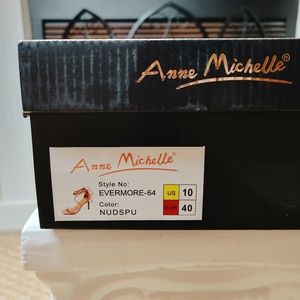 Anne Michelle®
Anne Michelle®
Style No:
EVERMORE-64
US 10
Color:
NUDSPU
EUR 40